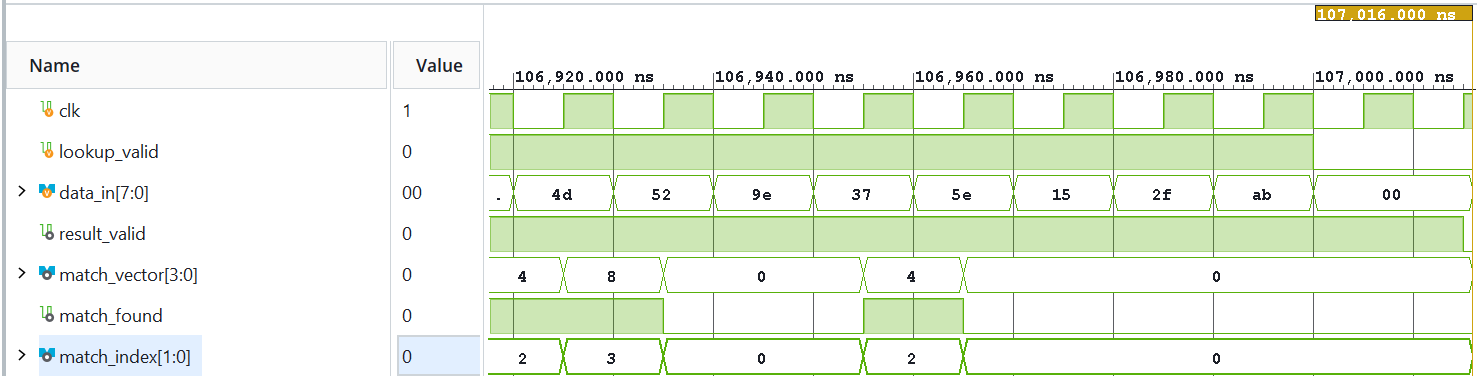 107,016.000 ns
Name Value 106,920.000 ns 106,940.000 ns 106,960.000 ns 106,980.000 ns 107,000.000 ns
clk 1
lookup_valid 0
data_in[7:0] 00 . 4d 52 9e 37 5e 15 2f ab 00
result_valid 0
match_vector[3:0] 0 4 8 0 4 0
match_found 0
match_index[1:0] 0 2 3 0 2 0